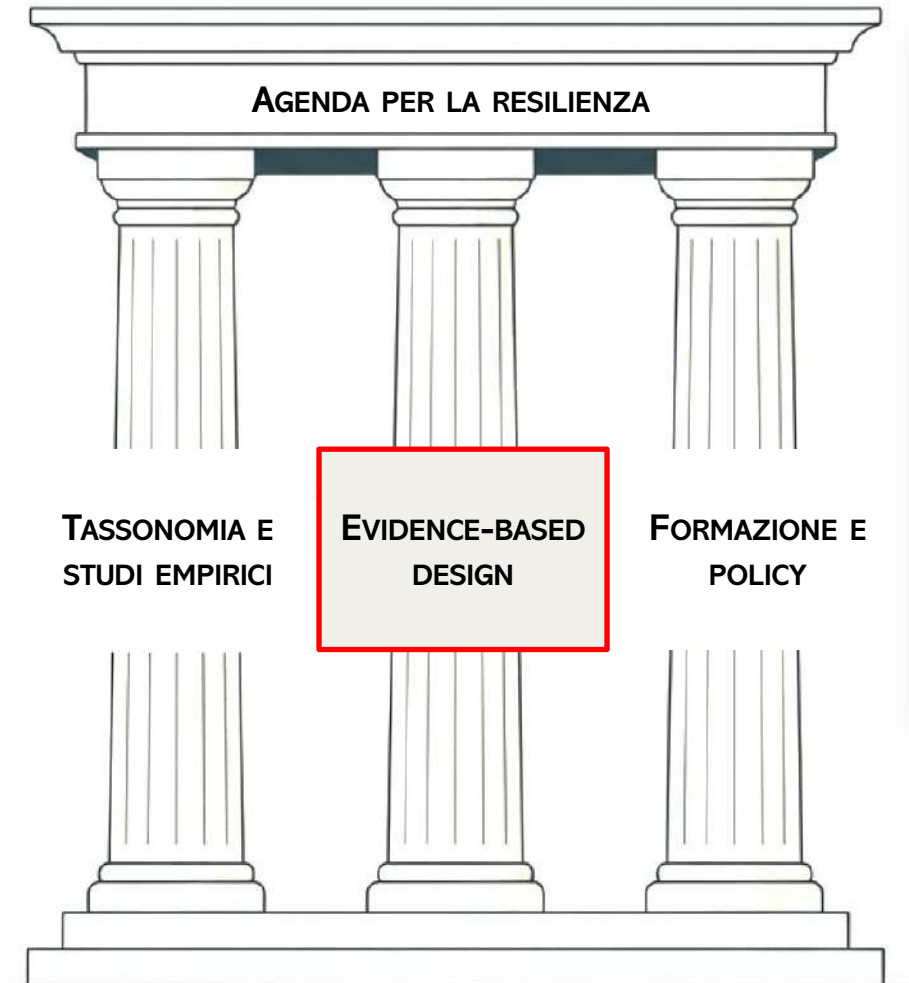 AGENDA PER LA RESILIENZA
TASSONOMIA E
STUDI EMPIRICI
EVIDENCE-BASED
DESIGN
FORMAZIONE E
POLICY